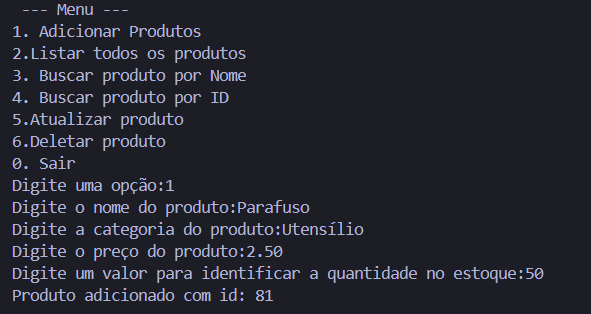 --- Menu ---
1. Adicionar Produtos
2.Listar todos os produtos
3. Buscar produto por Nome
4. Buscar produto por ID
5.Atualizar produto
6.Deletar produto
0. Sair
Digite uma opção:1
Digite o nome do produto:Parafuso
Digite a categoria do produto:Utensílio
Digite o preço do produto:2.50
Digite um valor para identificar a quantidade no estoque:50
Produto adicionado com id: 81